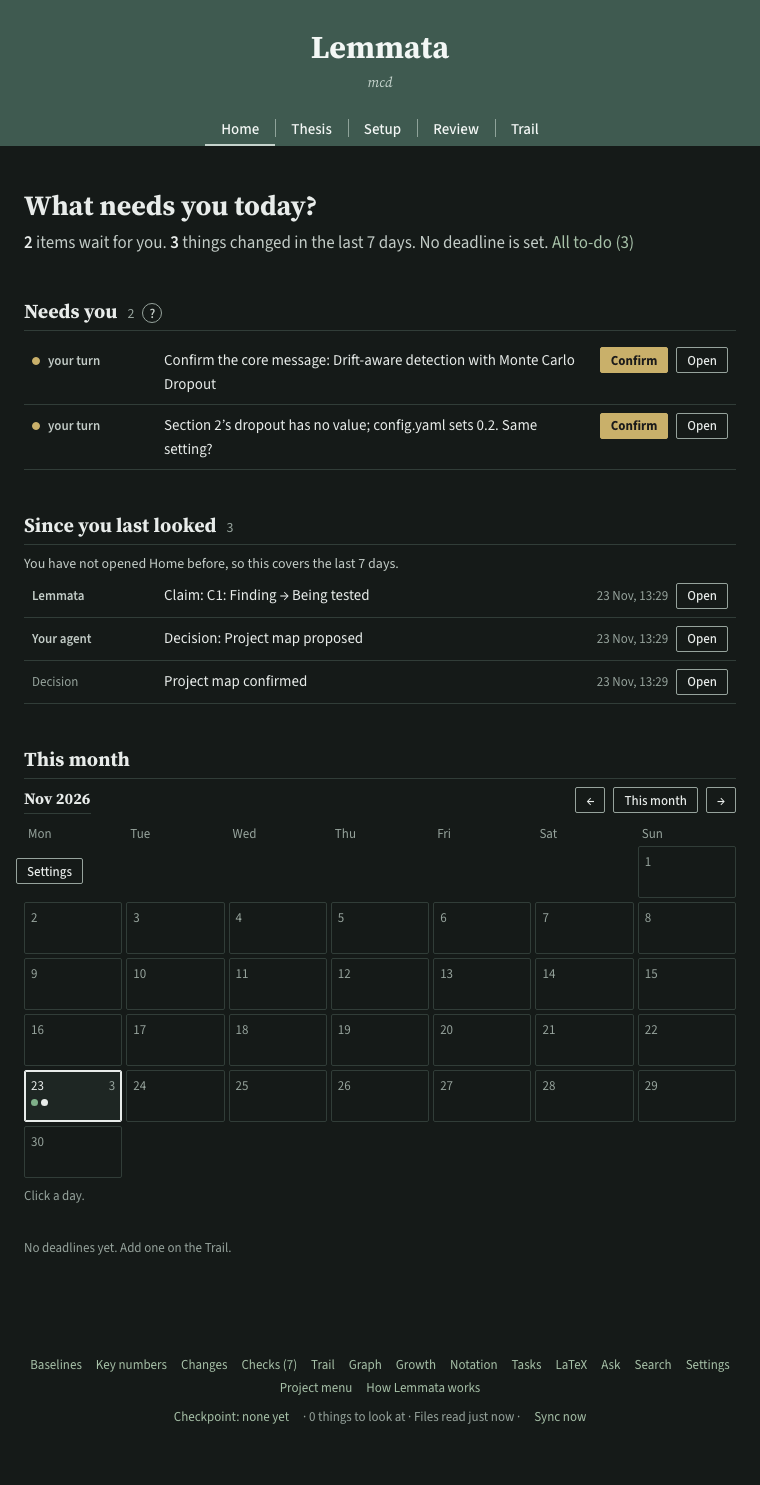 Lemmata
mcd
Home
Thesis
Setup
Review
Trail
What needs you today?
2 items wait for you. 3 things changed in the last 7 days. No deadline is set. All to-do (3)
Needs you 2 ?
your turn
Confirm the core message: Drift-aware detection with Monte Carlo
Dropout
Confirm
Open
your turn
Section 2’s dropout has no value; config.yaml sets 0.2. Same
setting?
Confirm
Open
Since you last looked 3
You have not opened Home before, so this covers the last 7 days.
Lemmata
Claim: C1: Finding → Being tested
23 Nov, 13:29
Open
Your agent
Decision: Project map proposed
23 Nov, 13:29
Open
Decision
Project map confirmed
23 Nov, 13:29
Open
This month
Nov 2026
←
This month
→
Mon Tue Wed Thu Fri Sat Sun
Settings
1
2 3 4 5 6 7 8
9 10 11 12 13 14 15
16 17 18 19 20 21 22
23 3 24 25 26 27 28 29
30
Click a day.
No deadlines yet. Add one on the Trail.
Baselines Key numbers Changes Checks (7) Trail Graph Growth Notation Tasks LaTeX Ask Search Settings
Project menu How Lemmata works
Checkpoint: none yet · 0 things to look at · Files read just now · Sync now